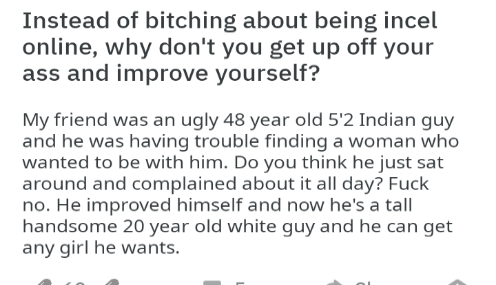 Instead of bitching about being incel
online, why don't you get up off your
ass and improve yourself?
My friend was an ugly 48 year old 5'2 Indian guy
and he was having trouble finding a woman who
wanted to be with him. Do you think he just sat
around and complained about it all day? Fuck
no. He improved himself and now he's a tall
handsome 20 year old white guy and he can get
any girl he wants.